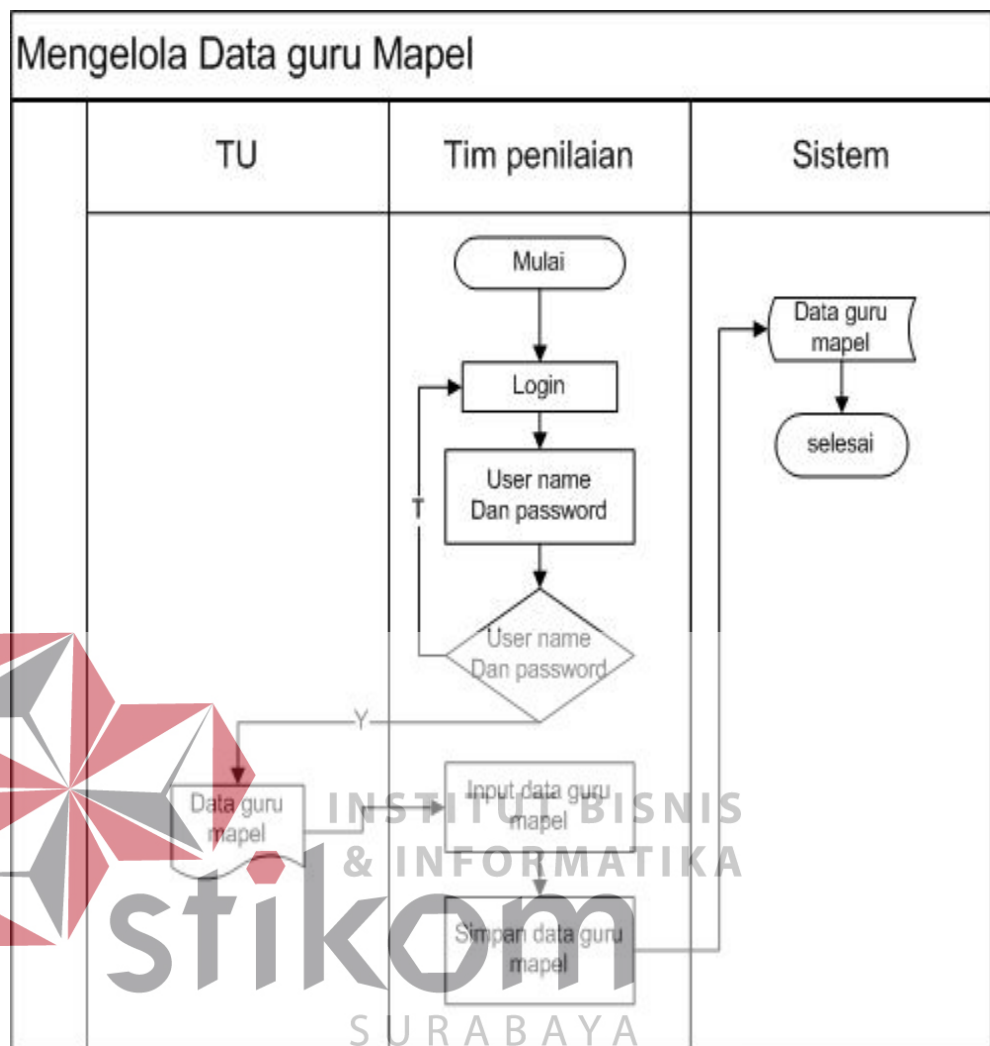 Mengelola Data guru Mapel
TU
Tim penilaian
Sistem
Mulai
Login
User name
Dan password
T
User name
Dan password
Y
Data guru
mapel
Input data guru
mapel
Simpan data guru
mapel
Data guru
mapel
selesai
INSTITUT BISNIS
& INFORMATIKA
stikom
SURABAYA